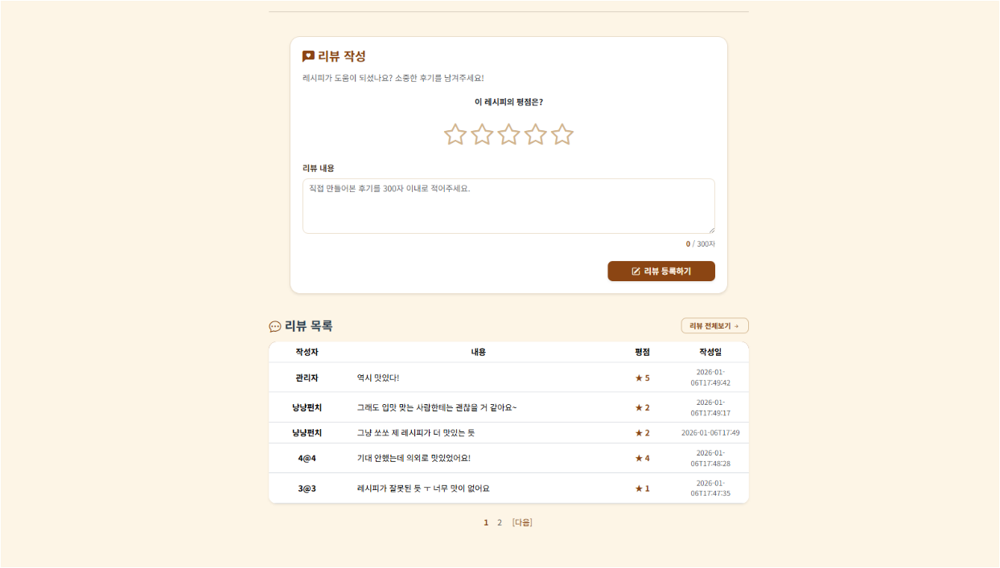 리뷰 작성
레시피가 도움이 되셨나요? 소중한 후기를 남겨주세요!
이 레시피의 평점은?
리뷰 내용
직접 만들어본 후기를 300자 이내로 적어주세요.
0 / 300자
리뷰 등록하기
리뷰 목록
리뷰 전체보기 →
작성자 내용 평점 작성일
관리자 역시 맛있다! ★ 5 2026-01-
06T17:49:42
냥냥펀치 그래도 입맛 맞는 사람한테는 괜찮을 거 같아요~ ★ 2 2026-01-
06T17:49:17
냥냥펀치 그냥 쏘쏘 제 레시피가 더 맛있는 듯 ★ 2 2026-01-06T17:49
4@4 기대 안했는데 의외로 맛있었어요! ★ 4 2026-01-
06T17:48:28
3@3 레시피가 잘못된 듯 ㅜ 너무 맛이 없어요 ★ 1 2026-01-
06T17:47:35
1 2 [다음]